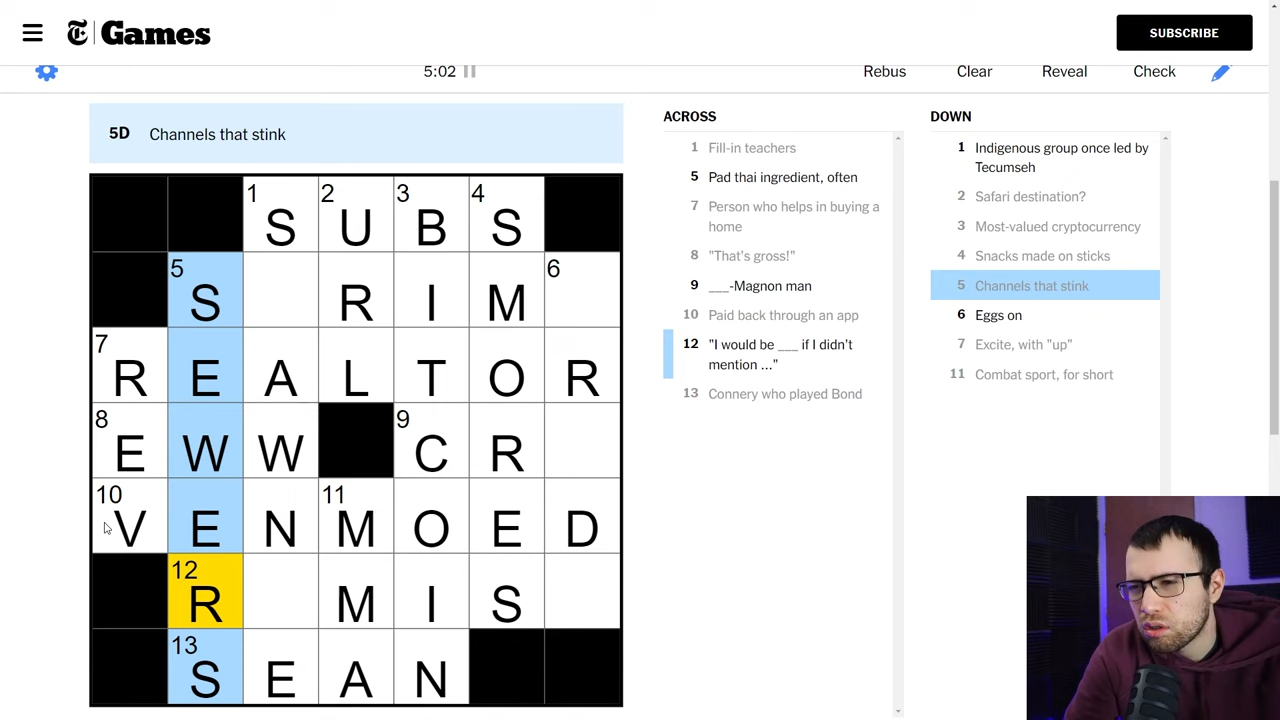 Games
SUBSCRIBE
5:02
Rebus
Clear
Reveal
Check
5D Channels that stink
1 2 3 4
S U B S
5 6
S R I M
7
R E A L T O R
8 9
E W W C R
10 11
V E N M O E D
12
R M I S
13
S E A N
ACROSS
1 Fill-in teachers
5 Pad thai ingredient, often
7 Person who helps in buying a
home
8 "That's gross!"
9 ___-Magnon man
10 Paid back through an app
12 "I would be ___ if I didn't
mention ..."
13 Connery who played Bond
DOWN
1 Indigenous group once led by
Tecumseh
2 Safari destination?
3 Most-valued cryptocurrency
4 Snacks made on sticks
5 Channels that stink
6 Eggs on
7 Excite, with "up"
11 Combat sport, for short